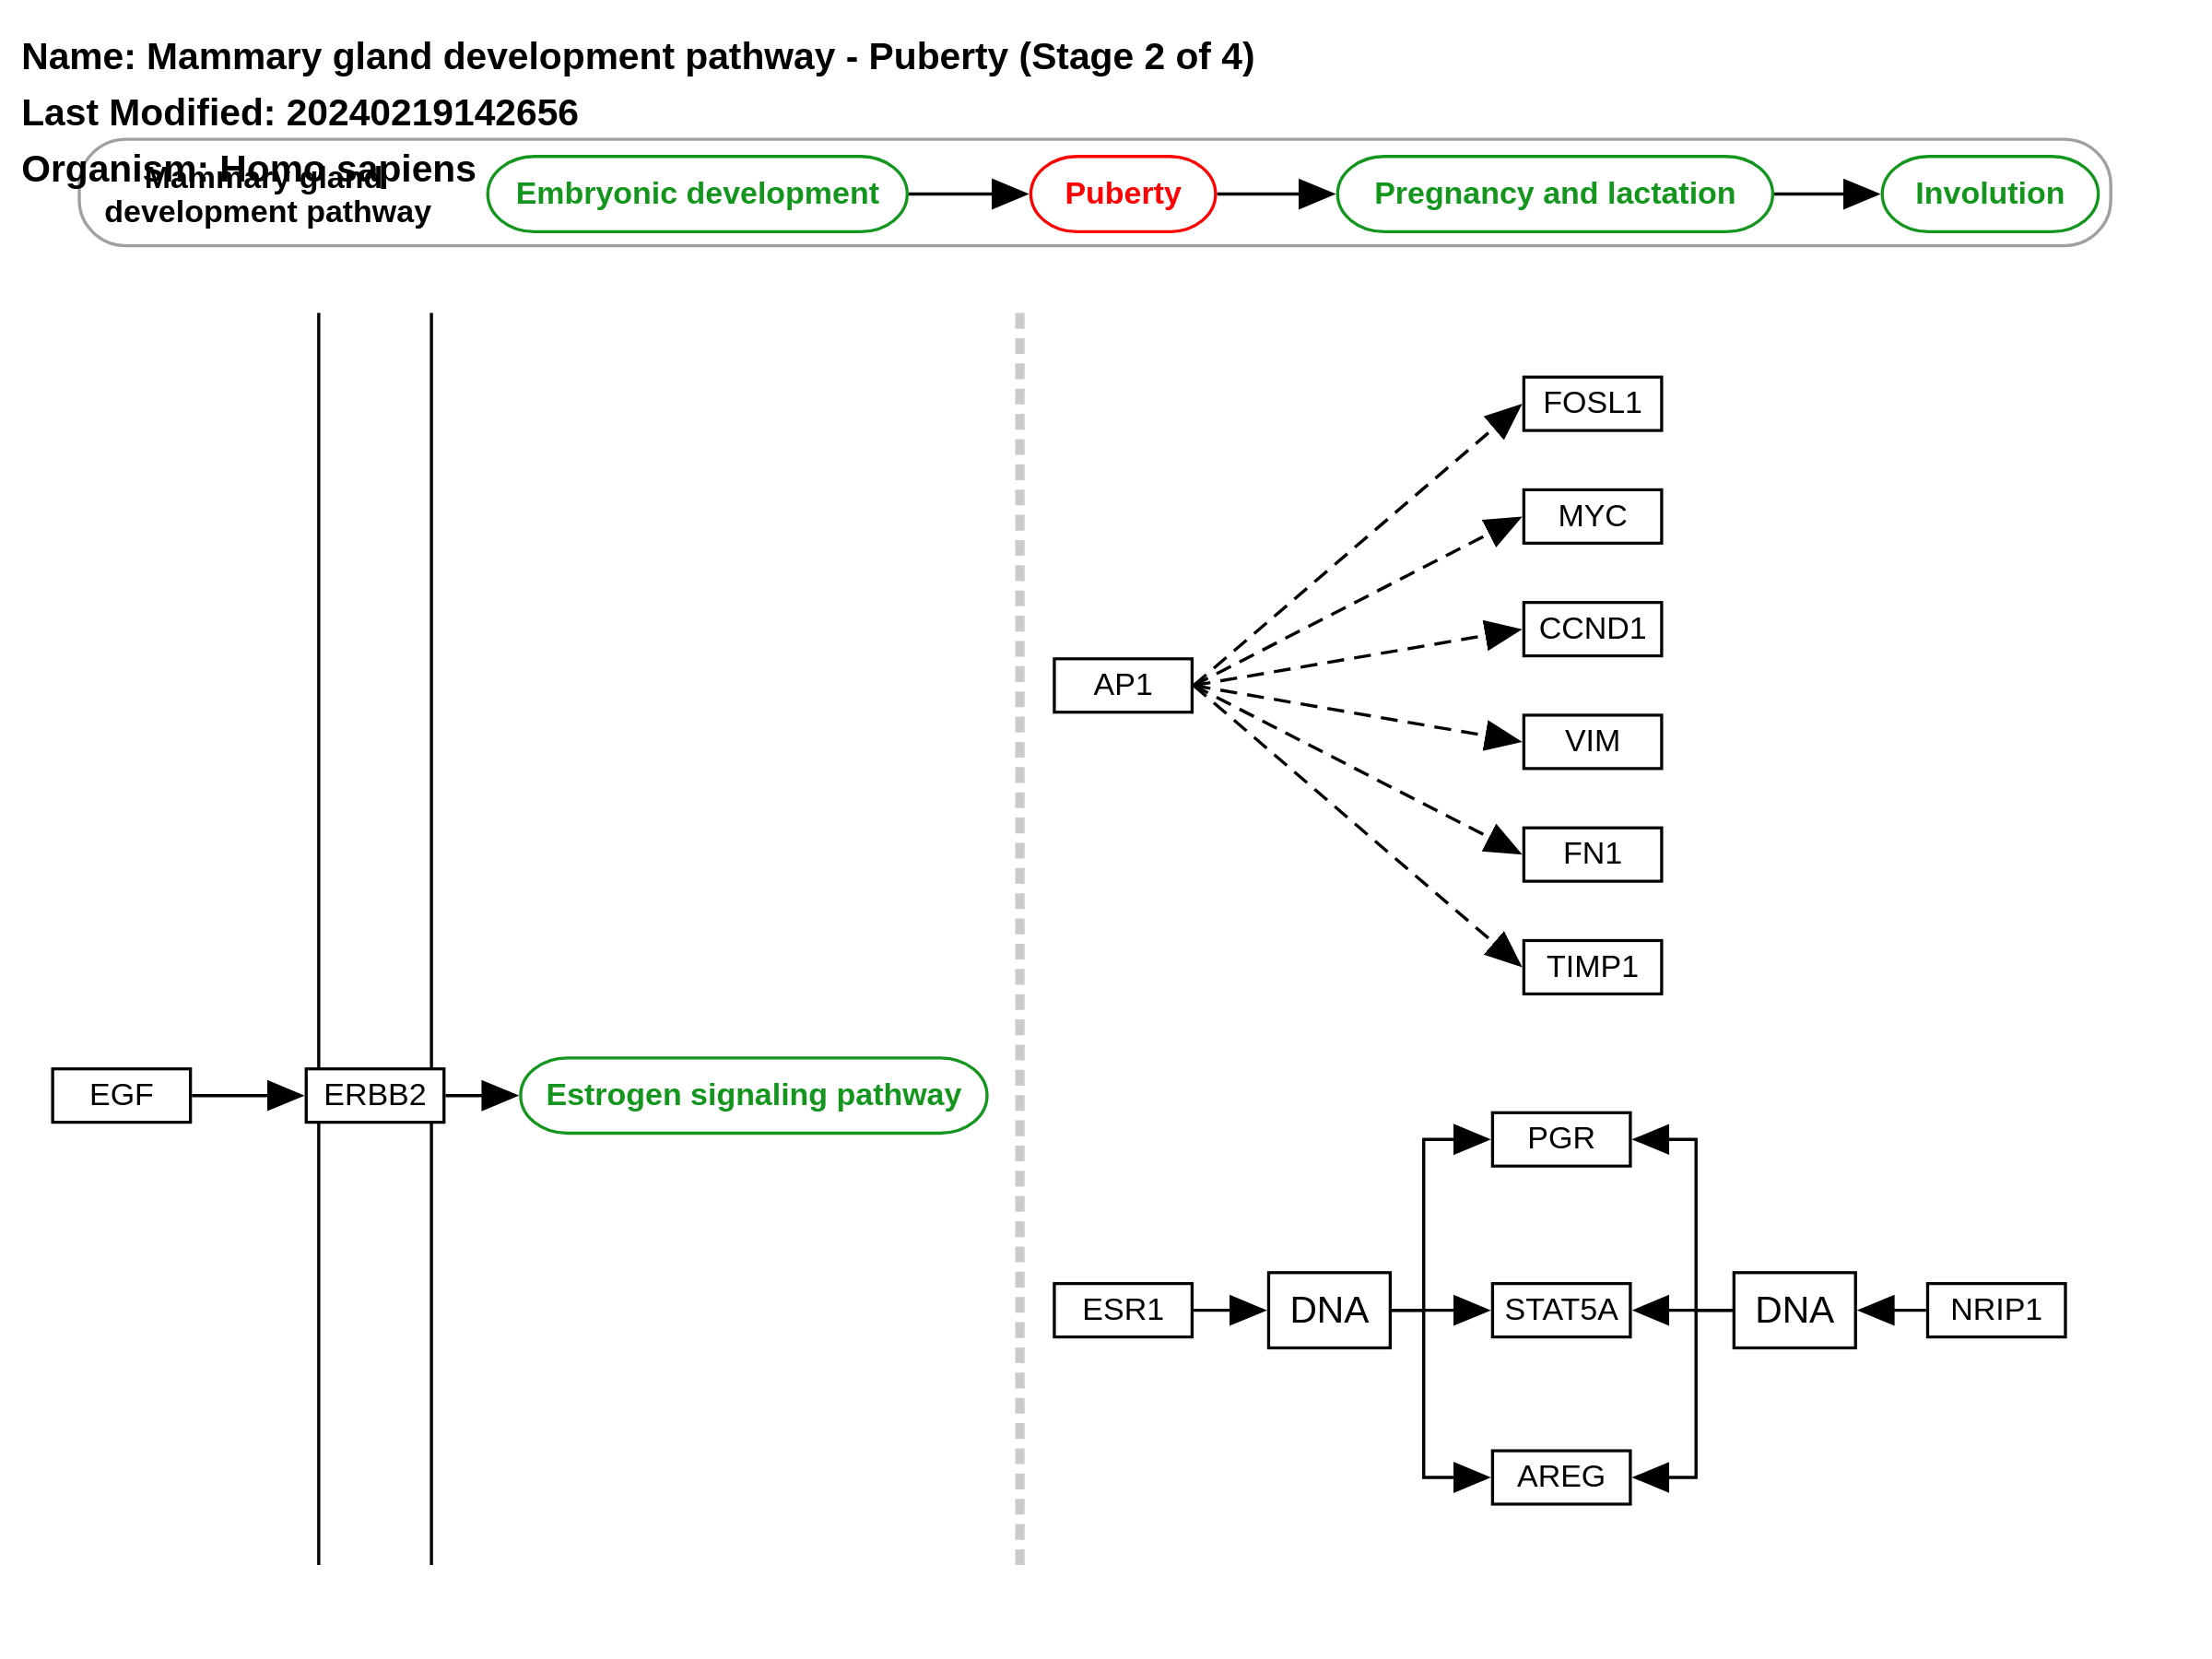 Name: Mammary gland development pathway - Puberty (Stage 2 of 4)
Last Modified: 20240219142656
Organism: Homo sapiens
Mammary gland
development pathway
Embryonic development
Puberty
Pregnancy and lactation
Involution
FOSL1
MYC
CCND1
AP1
VIM
FN1
TIMP1
EGF
ERBB2
Estrogen signaling pathway
PGR
ESR1
DNA
STAT5A
DNA
NRIP1
AREG